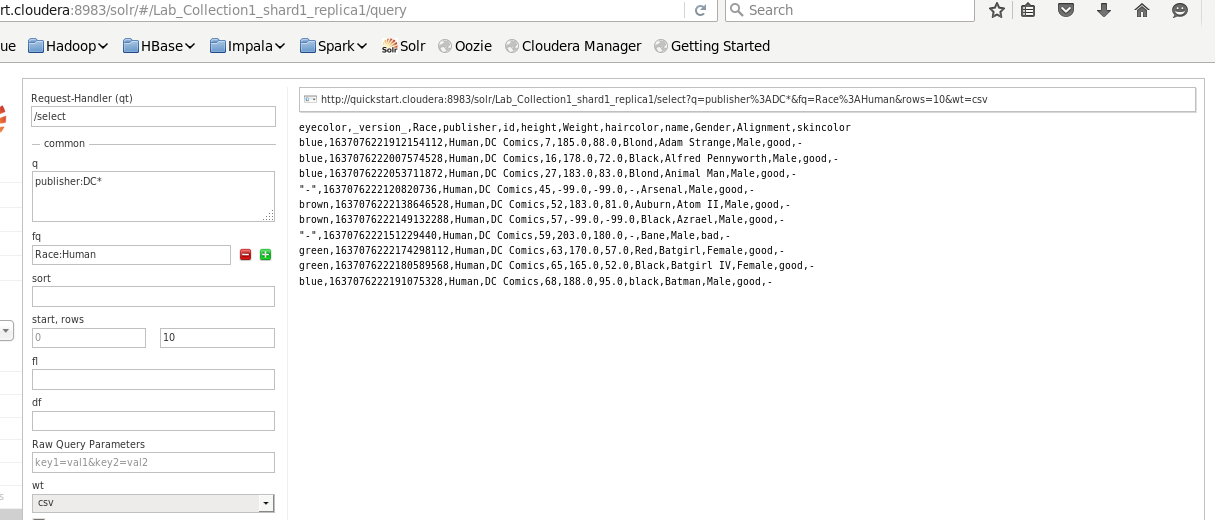 rt.cloudera:8983/solr/#/Lab_Collection1_shard1_replica1/query
Search
ue Hadoop HBase Impala Spark Solr Solr Oozie Cloudera Manager Getting Started
Request-Handler (qt)
/select
common
q
publisher:DC*
fq
Race:Human
sort
start, rows
0 10
fl
df
Raw Query Parameters
key1=val1&key2=val2
wt
csv
s
http://quickstart.cloudera:8983/solr/Lab_Collection1_shard1_replica1/select?q=publisher%3ADC*&fq=Race%3AHuman&rows=10&wt=csv
eyecolor,_version_,Race,publisher,id,height,Weight,haircolor,name,Gender,Alignment,skincolor
blue,1637076221912154112,Human,DC Comics,7,185.0,88.0,Blond,Adam Strange,Male,good,-
blue,1637076222007574528,Human,DC Comics,16,178.0,72.0,Black,Alfred Pennyworth,Male,good,-
blue,1637076222053711872,Human,DC Comics,27,183.0,83.0,Blond,Animal Man,Male,good,-
"-",1637076222120820736,Human,DC Comics,45,-99.0,-99.0,-,Arsenal,Male,good,-
brown,1637076222138646528,Human,DC Comics,52,183.0,81.0,Auburn,Atom II,Male,good,-
brown,1637076222149132288,Human,DC Comics,57,-99.0,-99.0,Black,Azrael,Male,good,-
"-",1637076222151229440,Human,DC Comics,59,203.0,180.0,-,Bane,Male,bad,-
green,1637076222174298112,Human,DC Comics,63,170.0,57.0,Red,Batgirl,Female,good,-
green,1637076222180589568,Human,DC Comics,65,165.0,52.0,Black,Batgirl IV,Female,good,-
blue,1637076222191075328,Human,DC Comics,68,188.0,95.0,black,Batman,Male,good,-